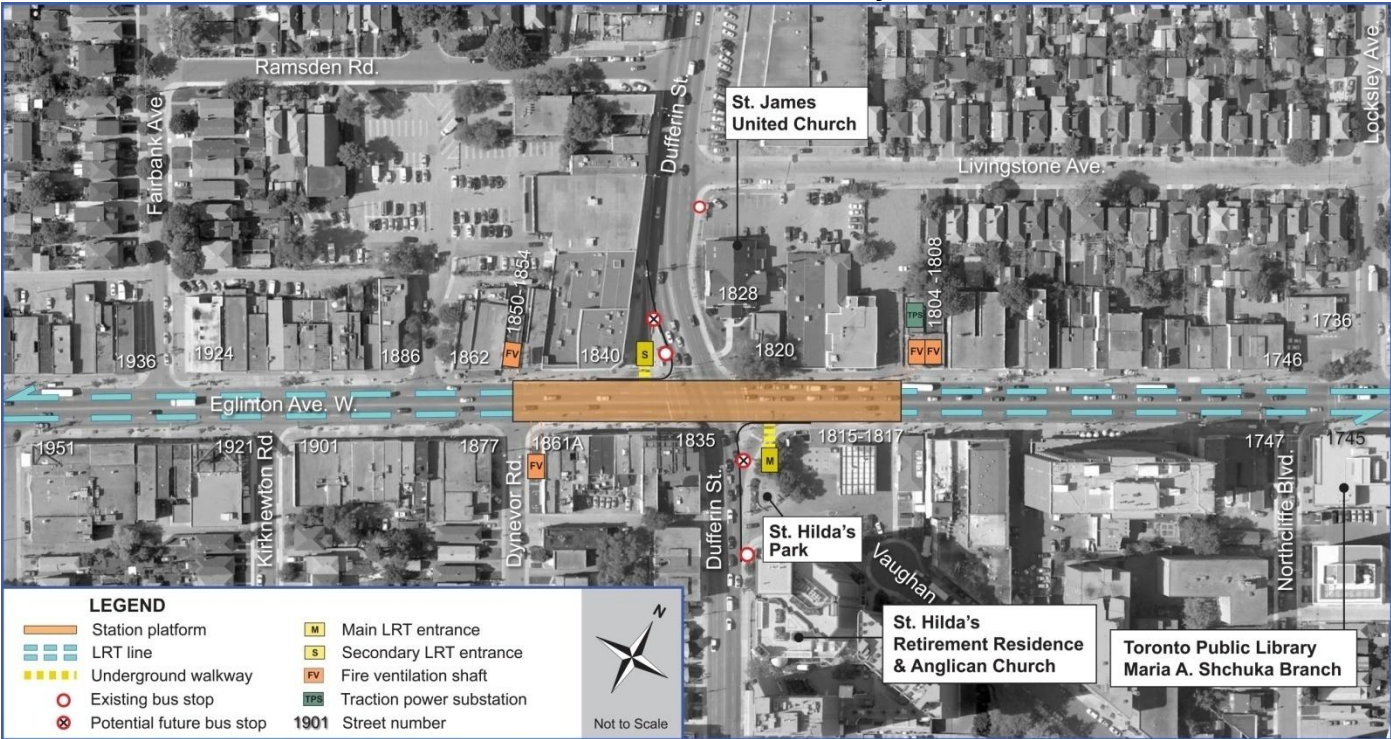 Ramsden Rd.
Fairbank Ave.
Dufferin St.
St. James
United Church
Livingstone Ave.
Locksley Ave.
1936
1924
1886
1862
1850-1854
FV
1840
S
1828
1820
TPS
FV FV
1804 -1808
1746
1736
Eglinton Ave. W.
1951
1921
Kirknewton Rd.
1901
1877
Dynevor Rd.
1861A
FV
1835
Dufferin St.
M
1815-1817
1747
Northcliffe Blvd.
1745
St. Hilda's
Park
Vaughan
St. Hilda's
Retirement Residence
& Anglican Church
Toronto Public Library
Maria A. Shchuka Branch
LEGEND
Station platform
LRT line
Underground walkway
Existing bus stop
Potential future bus stop
M Main LRT entrance
S Secondary LRT entrance
FV Fire ventilation shaft
TPS Traction power substation
1901 Street number
N
Not to Scale